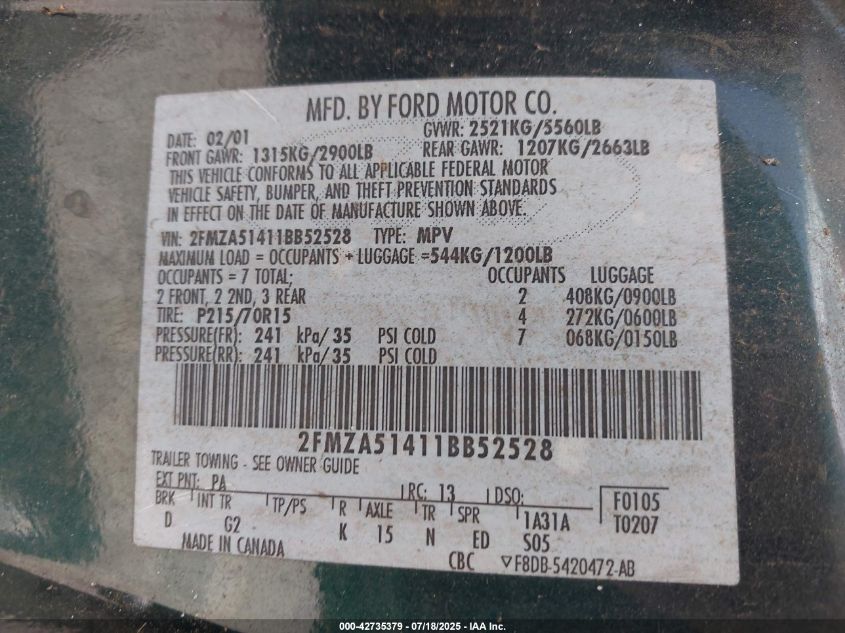 MFD. BY FORD MOTOR CO.
DATE: 02/01 GVWR: 2521KG/5560LB
FRONT GAWR: 1315KG/2900LB REAR GAWR: 1207KG/2663LB
THIS VEHICLE CONFORMS TO ALL APPLICABLE FEDERAL MOTOR
VEHICLE SAFETY, BUMPER, AND THEFT PREVENTION STANDARDS
IN EFFECT ON THE DATE OF MANUFACTURE SHOWN ABOVE.
VIN: 2FMZA51411BB52528 TYPE: MPV
MAXIMUM LOAD = OCCUPANTS + LUGGAGE =544KG/1200LB
OCCUPANTS = 7 TOTAL; OCCUPANTS LUGGAGE
2 FRONT, 2 2ND, 3 REAR 2 408KG/0900LB
TIRE: P215/70R15 4 272KG/0600LB
PRESSURE(FR): 241 kPa/ 35 PSI COLD 7 068KG/0150LB
PRESSURE(RR): 241 kPa/ 35 PSI COLD
2FMZA51411BB52528
TRAILER TOWING - SEE OWNER GUIDE
EXT PNT: PA RC: 13 DSO: F0105
BRK INT TR TP/PS R AXLE TR SPR 1A31A T0207
D G2 K 15 N ED S05
MADE IN CANADA CBC ▽F8DB-5420472-AB
000-42735379 - 07/18/2025 - IAA Inc.